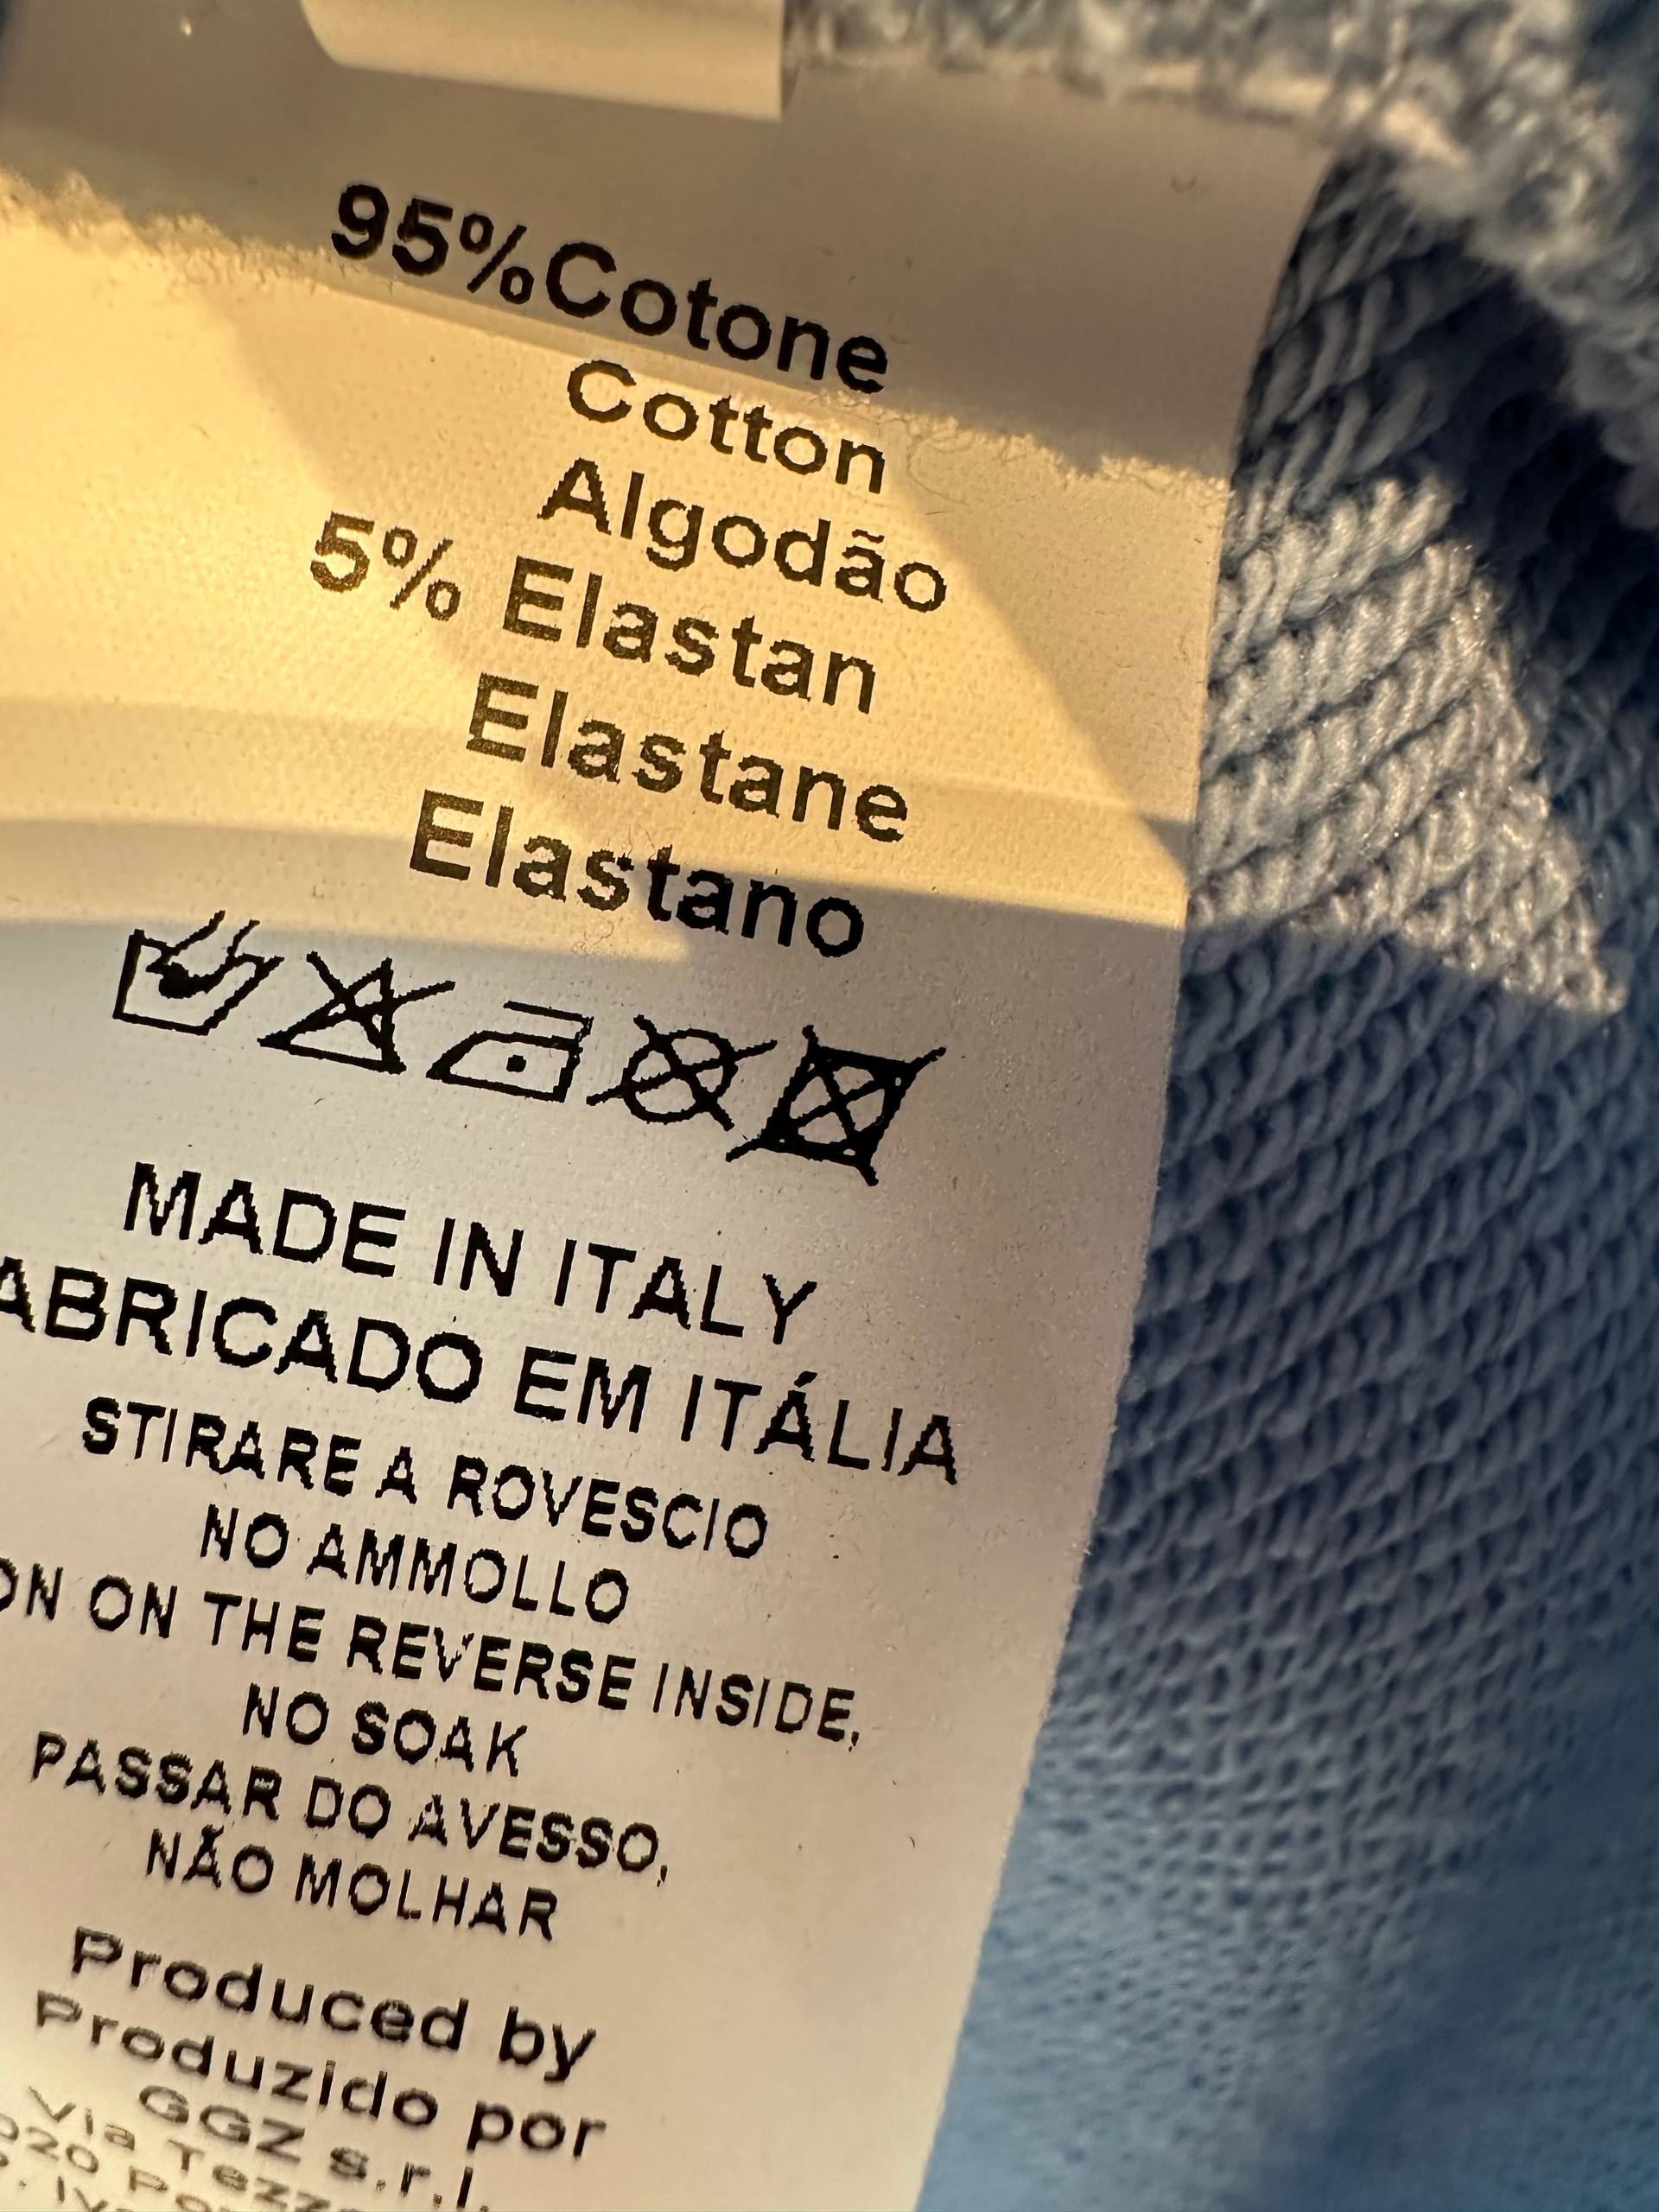 95%Cotone
Cotton
Algodão
5% Elastan
Elastane
Elastano
MADE IN ITALY
ABRICADO EM ITÁLIA
STIRARE A ROVESCIO
NO AMMOLLO
ON ON THE REVERSE INSIDE,
NO SOAK
PASSAR DO AVESSO,
NÃO MOLHAR
Produced by
Produzido por
GGZ s.r.l.
Via